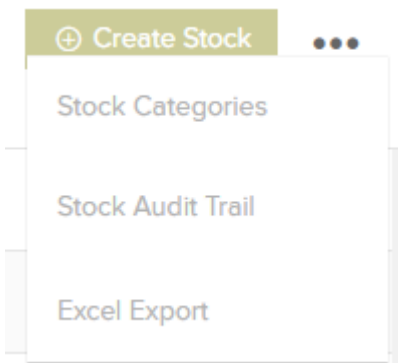 Create Stock
Stock Categories
Stock Audit Trail
Excel Export